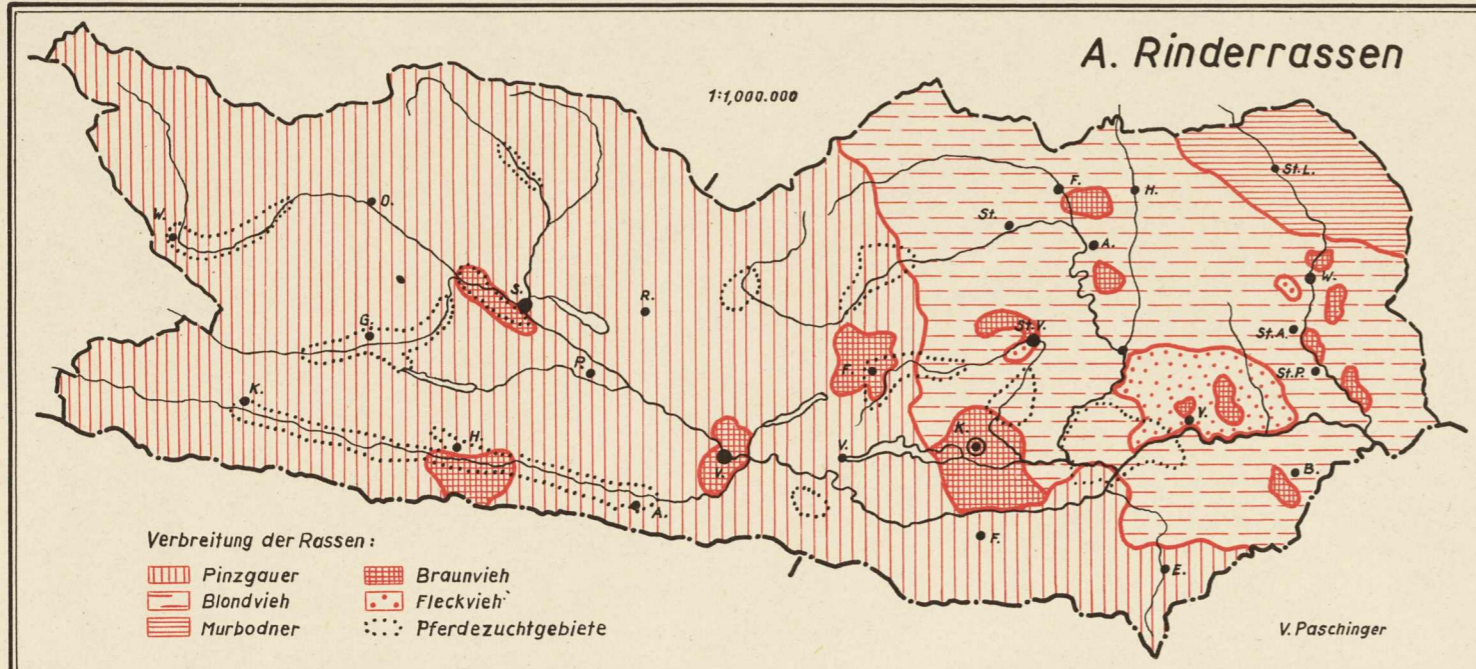 A. Rinderrassen
1:1,000.000
St.L.
F.
H.
W.
O.
St.
A.
W.
S.
R.
G.
St.V.
St.A.
P.
F.
St.P.
K.
V.
H.
K.
V.
V.
B.
A.
F.
E.
Verbreitung der Rassen:
Pinzgauer
Braunvieh
Blondvieh
Fleckvieh
Murbodner
Pferdezuchtgebiete
V. Paschinger